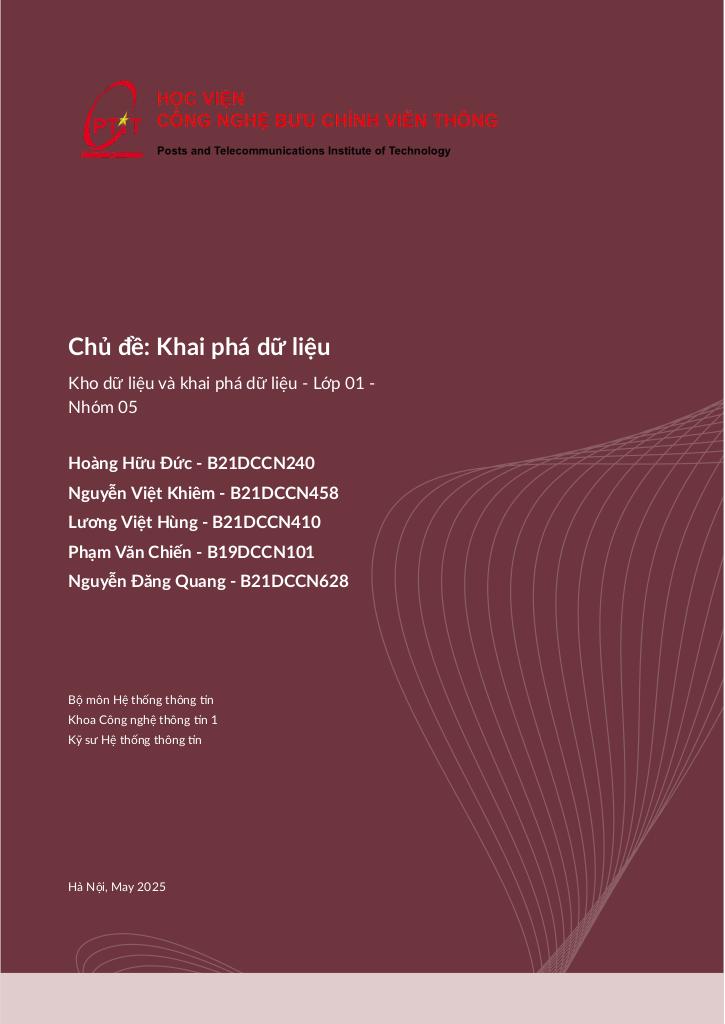 HỌC VIỆN
CÔNG NGHỆ BƯU CHÍNH VIỄN THÔNG
PTIT
Posts and Telecommunications Institute of Technology
Chủ đề: Khai phá dữ liệu
Kho dữ liệu và khai phá dữ liệu - Lớp 01 -
Nhóm 05
Hoàng Hữu Đức - B21DCCN240
Nguyễn Việt Khiêm - B21DCCN458
Lương Việt Hùng - B21DCCN410
Phạm Văn Chiến - B19DCCN101
Nguyễn Đăng Quang - B21DCCN628
Bộ môn Hệ thống thông tin
Khoa Công nghệ thông tin 1
Kỹ sư Hệ thống thông tin
Hà Nội, May 2025